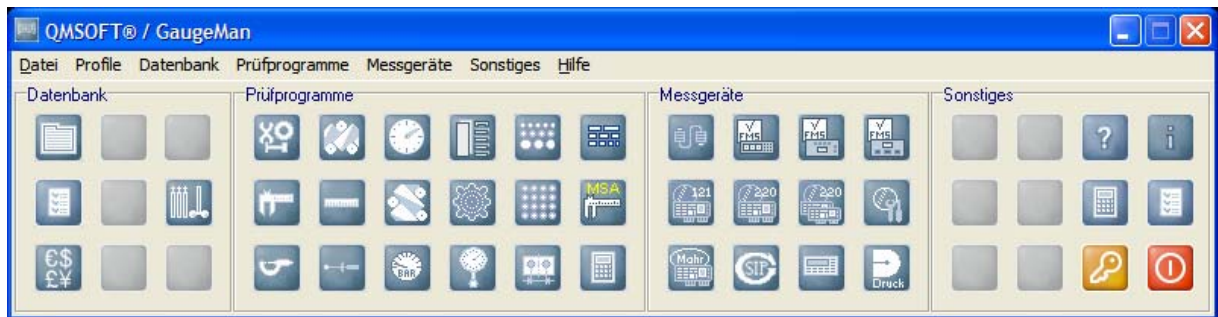 QMSOFT® / GaugeMan
Datei Profile Datenbank Prüfprogramme Messgeräte Sonstiges Hilfe
Datenbank Prüfprogramme Messgeräte Sonstiges
FMS FMS FMS ? i
MSA 121 220 220
€$
£¥
BAR Mahr SIP Druck